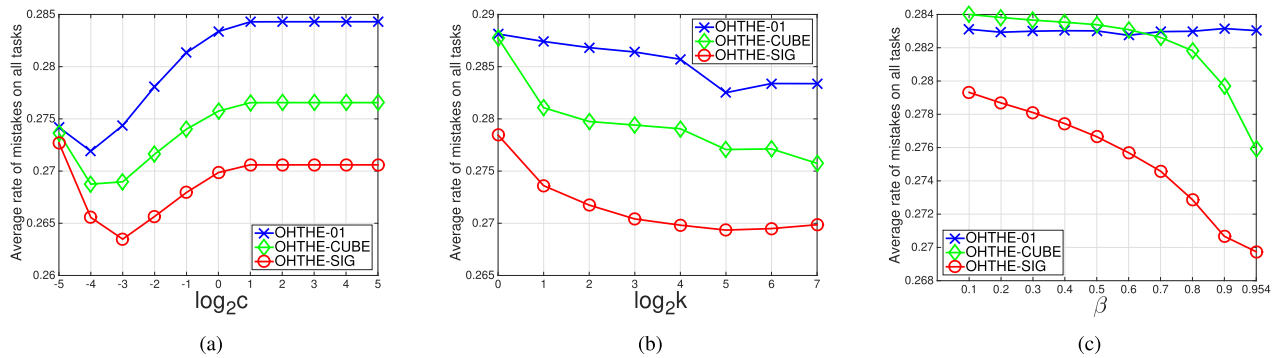 Average rate of mistakes on all tasks
0.285
0.28
0.275
0.27
0.265
0.26
-5 -4 -3 -2 -1 0 1 2 3 4 5
log2c
OHTHE-01
OHTHE-CUBE
OHTHE-SIG
(a)
Average rate of mistakes on all tasks
0.29
0.285
0.28
0.275
0.27
0.265
0 1 2 3 4 5 6 7
log2k
OHTHE-01
OHTHE-CUBE
OHTHE-SIG
(b)
Average rate of mistakes on all tasks
0.284
0.282
0.28
0.278
0.276
0.274
0.272
0.27
0.268
0.1 0.2 0.3 0.4 0.5 0.6 0.7 0.8 0.9 0.954
β
OHTHE-01
OHTHE-CUBE
OHTHE-SIG
(c)